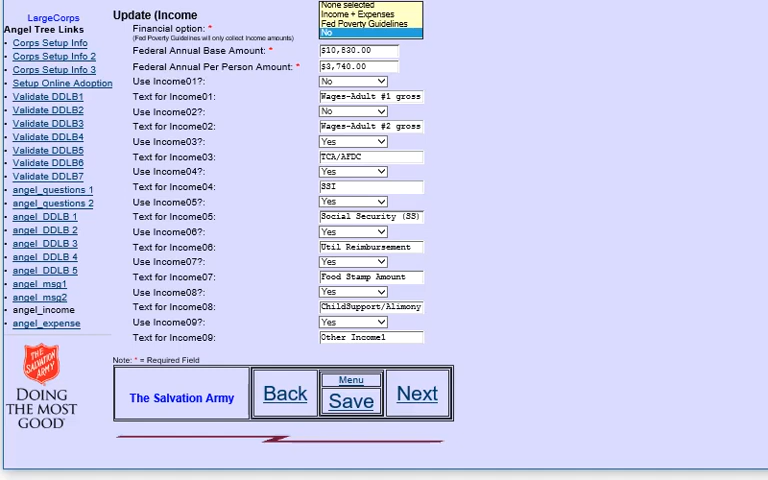 LargeCorps
Angel Tree Links
Corps Setup Info
Corps Setup Info 2
Corps Setup Info 3
Setup Online Adoption
Validate DDLB1
Validate DDLB2
Validate DDLB3
Validate DDLB4
Validate DDLB5
Validate DDLB6
Validate DDLB7
angel_questions 1
angel_questions 2
angel_DDLB 1
angel_DDLB 2
angel_DDLB 3
angel_DDLB 4
angel_DDLB 5
angel_msg1
angel_msg2
angel_income
angel_expense
THE SALVATION ARMY
DOING
THE MOST
GOOD
Update (Income
None selected
Income + Expenses
Fed Poverty Guidelines
No
Financial option: *
(Fed Poverty Guidelines will only collect Income amounts)
Federal Annual Base Amount: * $10,830.00
Federal Annual Per Person Amount: * $3,740.00
Use Income01?: No
Text for Income01: Wages-Adult #1 gross
Use Income02?: No
Text for Income02: Wages-Adult #2 gross
Use Income03?: Yes
Text for Income03: TCA/AFDC
Use Income04?: Yes
Text for Income04: SSI
Use Income05?: Yes
Text for Income05: Social Security (SS)
Use Income06?: Yes
Text for Income06: Util Reimbursement
Use Income07?: Yes
Text for Income07: Food Stamp Amount
Use Income08?: Yes
Text for Income08: ChildSupport/Alimony
Use Income09?: Yes
Text for Income09: Other Income1
Note: * = Required Field
The Salvation Army
Back
Menu
Save
Next